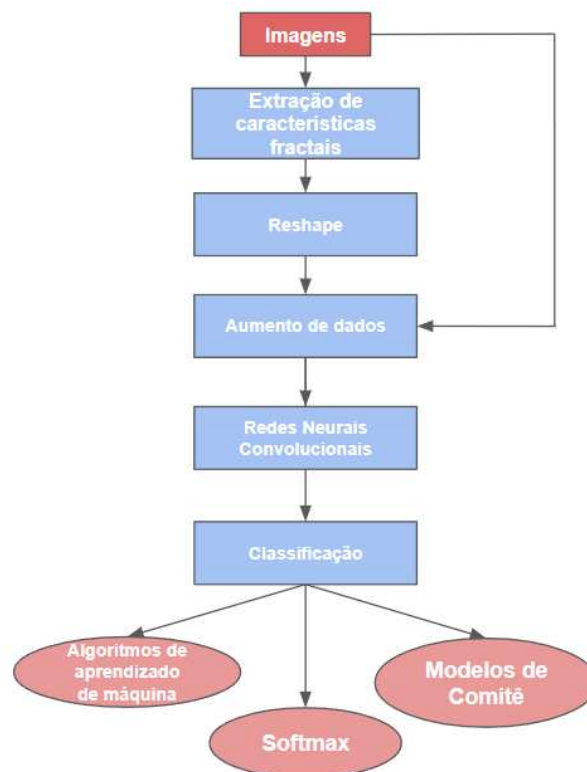 Imagens
Extração de
características
fractais
Reshape
Aumento de dados
Redes Neurais
Convolucionais
Classificação
Algoritmos de
aprendizado
de máquina
Softmax
Modelos de
Comitê